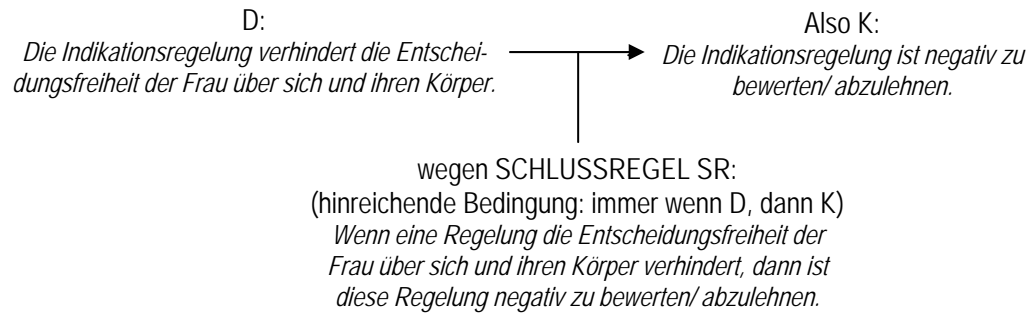 D:
Die Indikationsregelung verhindert die Entschei-
dungsfreiheit der Frau über sich und ihren Körper.
Also K:
Die Indikationsregelung ist negativ zu
bewerten/ abzulehnen.
wegen SCHLUSSREGEL SR:
(hinreichende Bedingung: immer wenn D, dann K)
Wenn eine Regelung die Entscheidungsfreiheit der
Frau über sich und ihren Körper verhindert, dann ist
diese Regelung negativ zu bewerten/ abzulehnen.